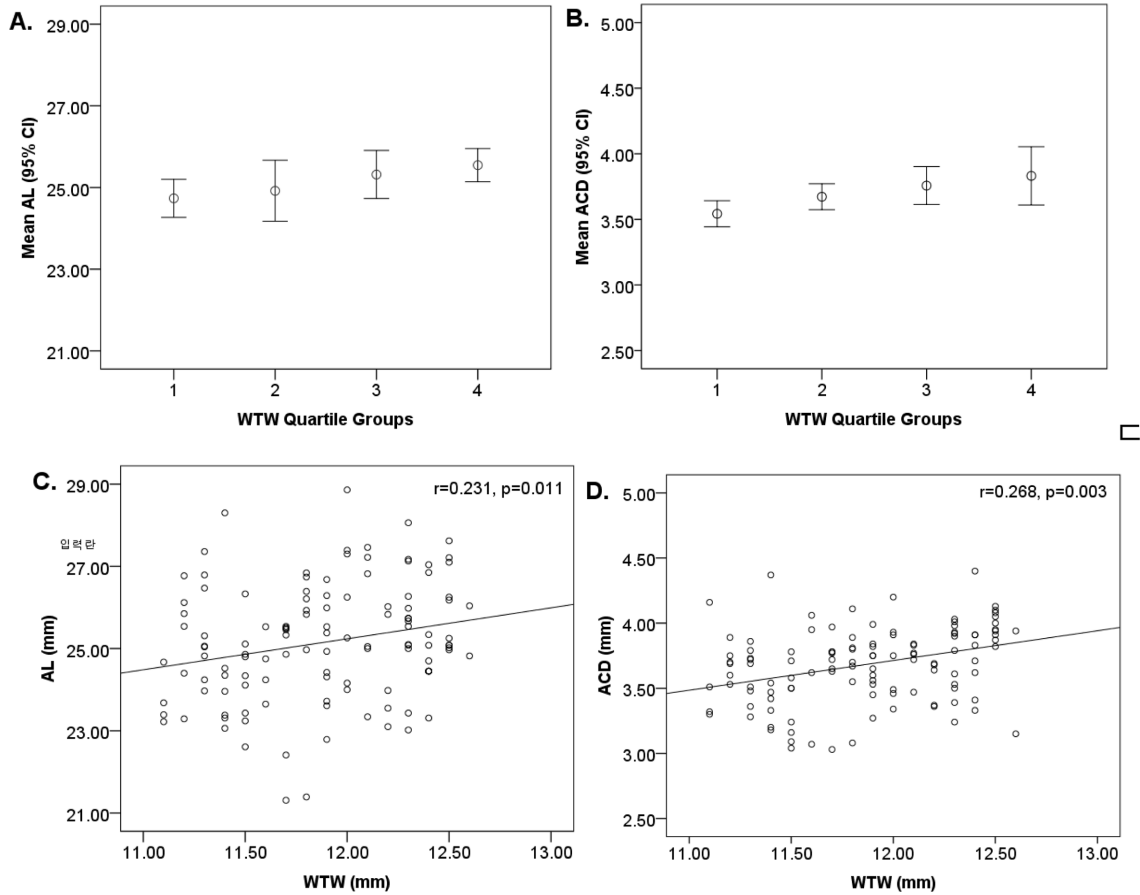 A.
Mean AL (95% CI)
29.00
27.00
25.00
23.00
21.00
1 2 3 4
WTW Quartile Groups
B.
Mean ACD (95% CI)
5.00
4.50
4.00
3.50
3.00
2.50
1 2 3 4
WTW Quartile Groups
C.
r=0.231, p=0.011
입력란
AL (mm)
29.00
27.00
25.00
23.00
21.00
11.00 11.50 12.00 12.50 13.00
WTW (mm)
D.
r=0.268, p=0.003
ACD (mm)
5.00
4.50
4.00
3.50
3.00
2.50
11.00 11.50 12.00 12.50 13.00
WTW (mm)